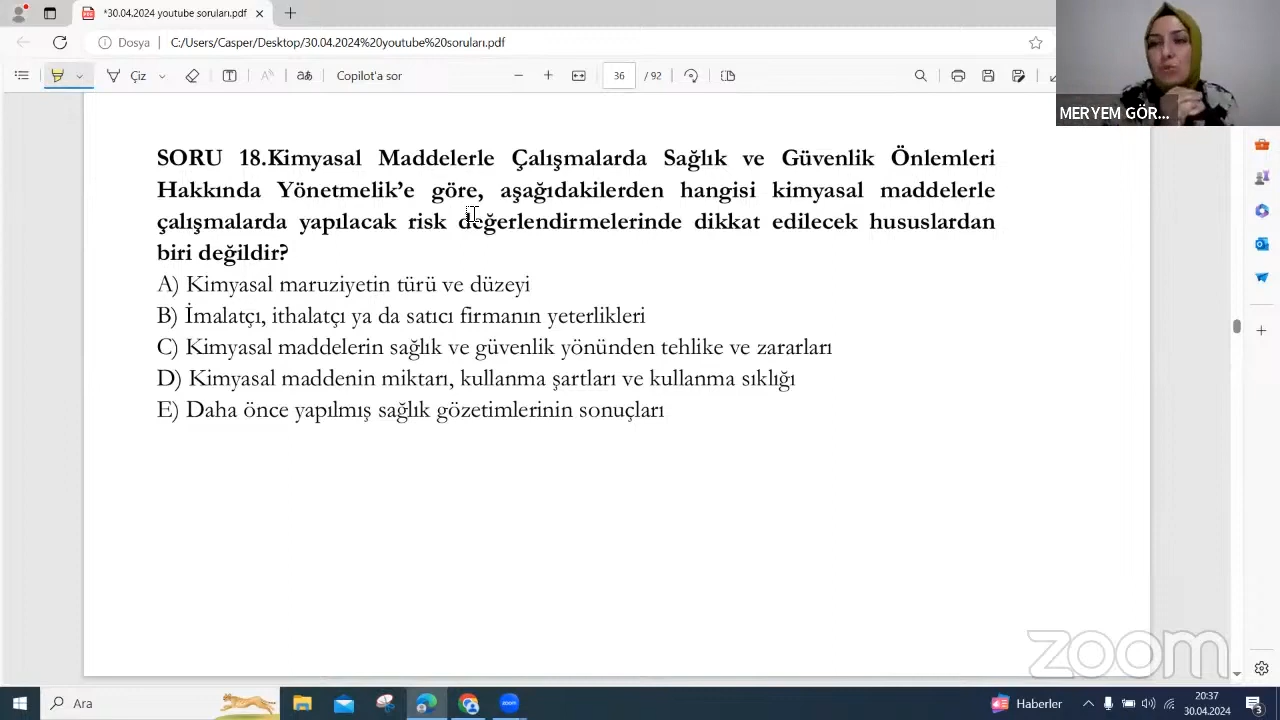 *30.04.2024 youtube soruları.pdf
Dosya
C:/Users/Casper/Desktop/30.04.2024%20youtube%20soruları.pdf
Çiz
Copilot'a sor
36 / 92
MERYEM GÖR...
SORU 18.Kimyasal Maddelerle Çalışmalarda Sağlık ve Güvenlik Önlemleri
Hakkında Yönetmelik’e göre, aşağıdakilerden hangisi kimyasal maddelerle
çalışmalarda yapılacak risk değerlendirmelerinde dikkat edilecek hususlardan
biri değildir?
A) Kimyasal maruziyetin türü ve düzeyi
B) İmalatçı, ithalatçı ya da satıcı firmanın yeterlikleri
C) Kimyasal maddelerin sağlık ve güvenlik yönünden tehlike ve zararları
D) Kimyasal maddenin miktarı, kullanma şartları ve kullanma sıklığı
E) Daha önce yapılmış sağlık gözetimlerinin sonuçları
zoom
Ara
zoom
Haberler
20:37
30.04.2024
3